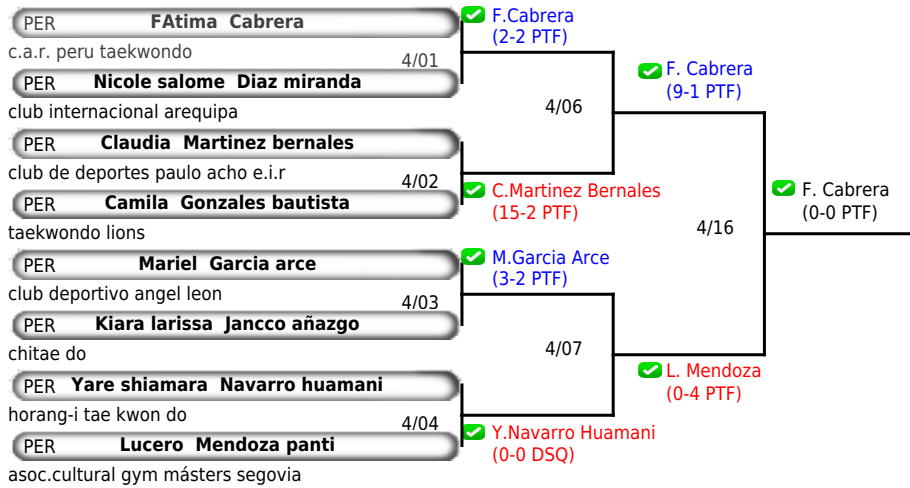 PER FAtima Cabrera
c.a.r. peru taekwondo
4/01
PER Nicole salome Diaz miranda
club internacional arequipa
PER Claudia Martinez bernales
club de deportes paulo acho e.i.r
4/02
PER Camila Gonzales bautista
taekwondo lions
PER Mariel Garcia arce
club deportivo angel leon
4/03
PER Kiara larissa Jancco añazgo
chitae do
PER Yare shiamara Navarro huamani
horang-i tae kwon do
4/04
PER Lucero Mendoza panti
asoc.cultural gym másters segovia
F.Cabrera
(2-2 PTF)
4/06
C.Martinez Bernales
(15-2 PTF)
M.Garcia Arce
(3-2 PTF)
4/07
Y.Navarro Huamani
(0-0 DSQ)
F. Cabrera
(9-1 PTF)
4/16
L. Mendoza
(0-4 PTF)
F. Cabrera
(0-0 PTF)